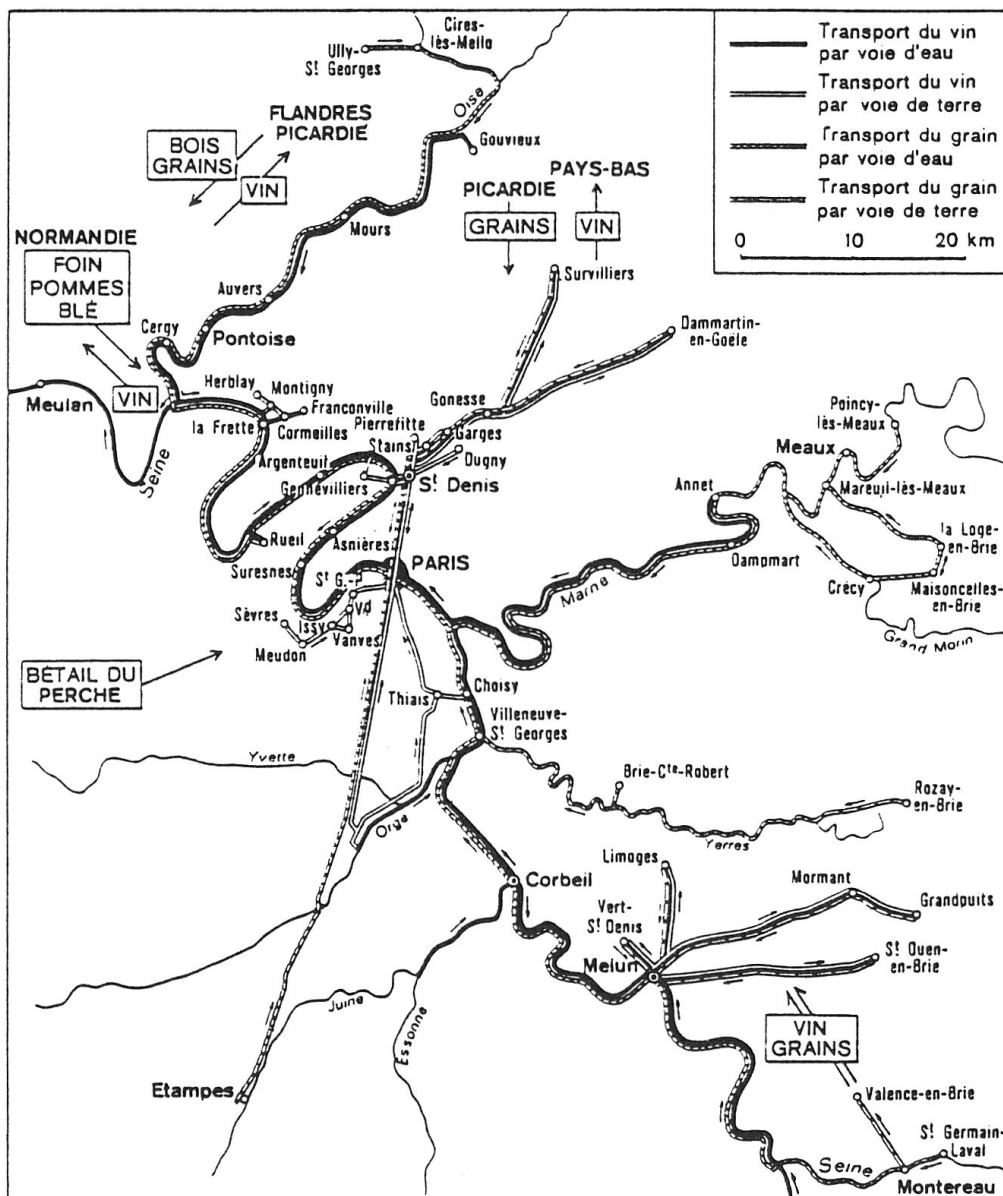 Transport du vin
par voie d'eau
Transport du vin
par voie de terre
Transport du grain
par voie d'eau
Transport du grain
par voie de terre
0 10 20 km
Cires-
lès-Mello
Ully-
St Georges
Oise
FLANDRES
PICARDIE
BOIS
GRAINS
VIN
Gouvieux
PICARDIE
GRAINS
PAYS-BAS
VIN
Mours
NORMANDIE
FOIN
POMMES
BLÉ
VIN
Survilliers
Auvers
Cergy
Pontoise
Dammartin-
en-Goële
Meulan
Seine
Herblay
Montigny
Franconville
la Frette
Cormeilles
Gonesse
Pierrefitte
Stains
Garges
Dugny
Argenteuil
Gennevilliers
St Denis
Poincy-
lès-Meaux
Meaux
Mareuil-lès-Meaux
Annet
la Loge-
en-Brie
Dampmart
Crécy
Maisoncelles-
en-Brie
Grand Morin
Marne
Rueil
Asnières
Suresnes
PARIS
St G.-P
Vd
Sèvres
Issy
Vanves
Meudon
BÉTAIL DU
PERCHE
Thiais
Choisy
Villeneuve-
St Georges
Yvette
Orge
Brie-Cte-Robert
Rozay-
en-Brie
Yerres
Corbeil
Limoges
Mormant
Grandpuits
Vert-
St Denis
Melun
St Ouen-
en-Brie
Juine
Essonne
VIN
GRAINS
Etampes
Valence-en-Brie
St Germain-
Laval
Seine
Montereau